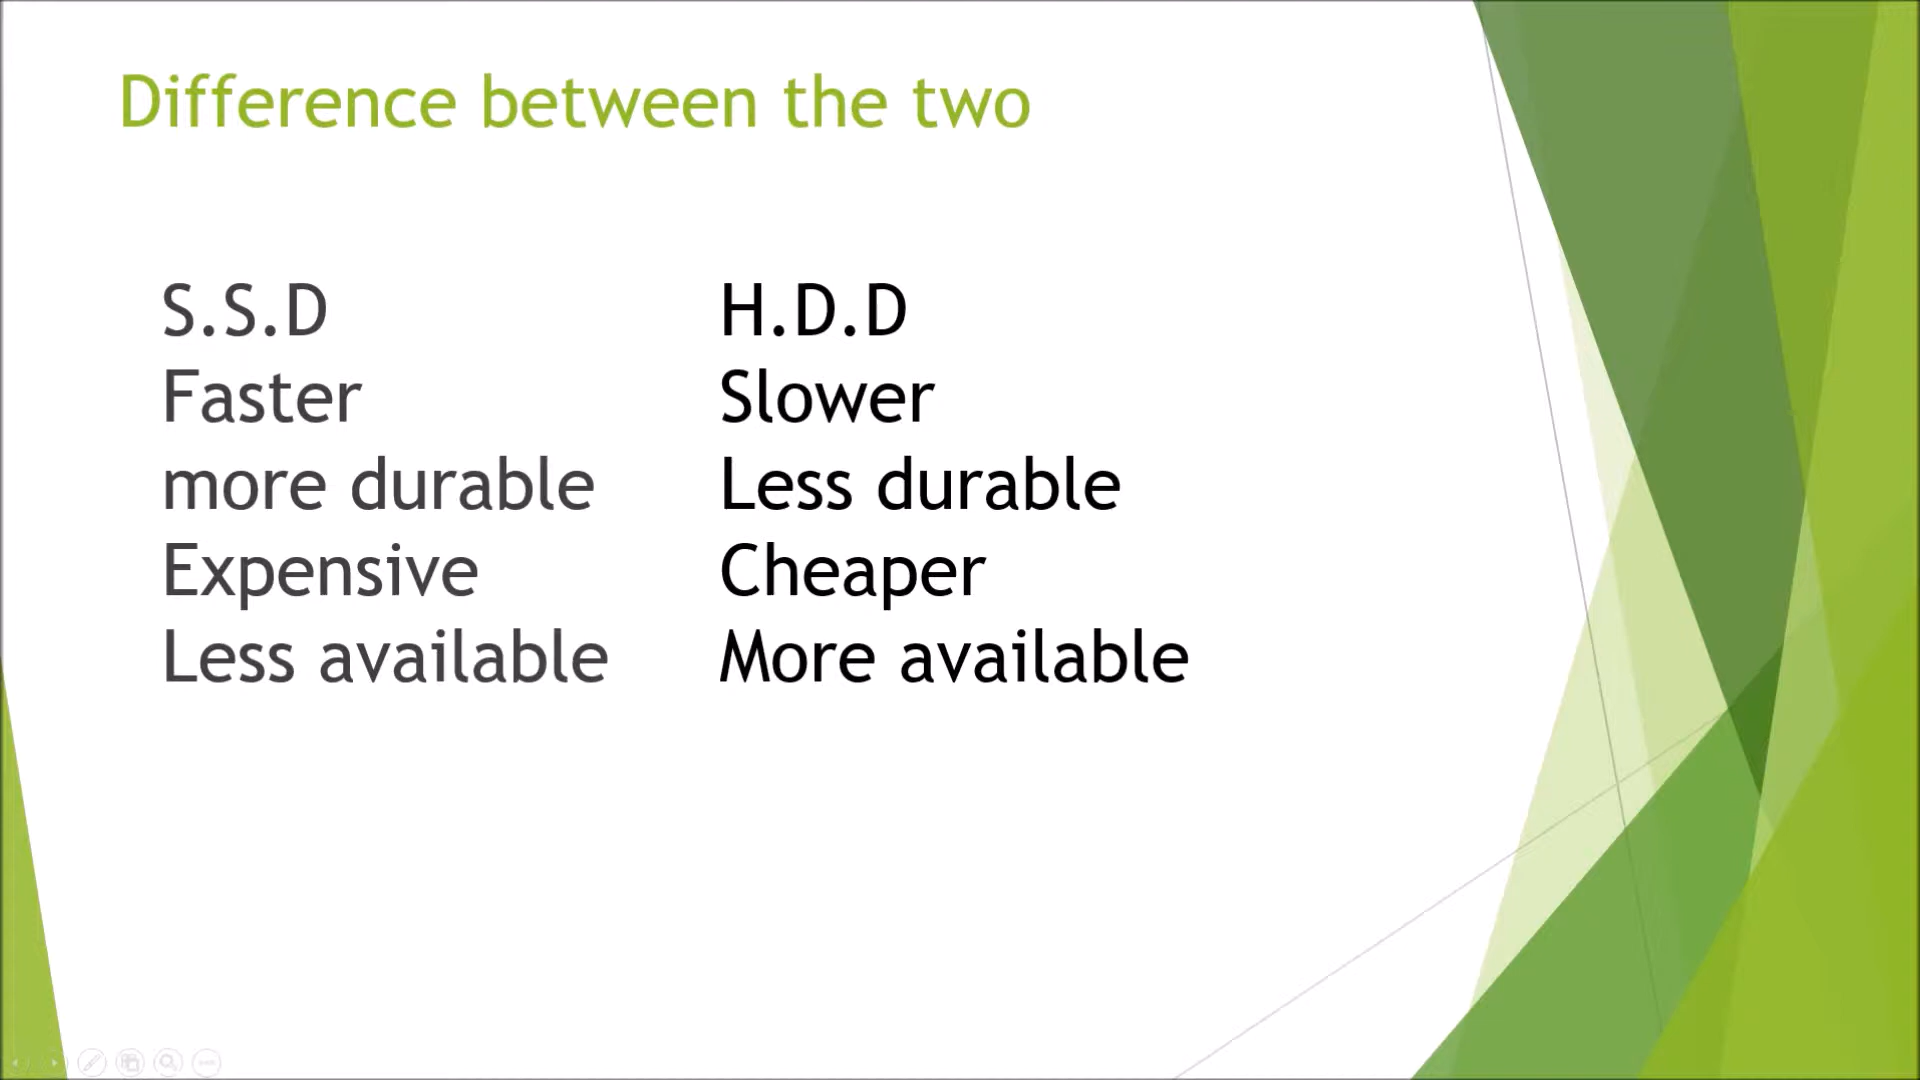 Difference between the two
S.S.D
Faster
more durable
Expensive
Less available
H.D.D
Slower
Less durable
Cheaper
More available